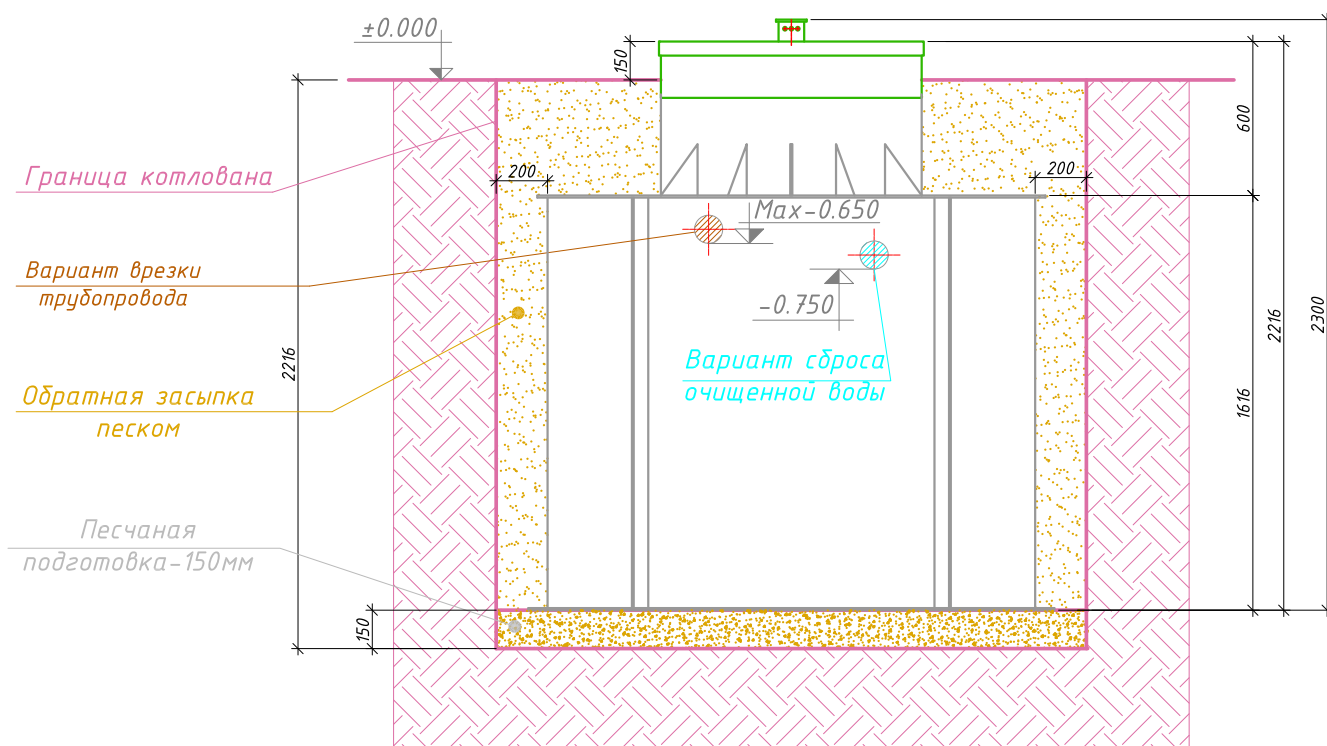 ±0.000
150
600
Граница котлована
200
200
Max-0.650
Вариант врезки
трубопровода
-0.750
2216
2216
2300
Вариант сброса
очищенной воды
1616
Обратная засыпка
песком
Песчаная
подготовка-150мм
150